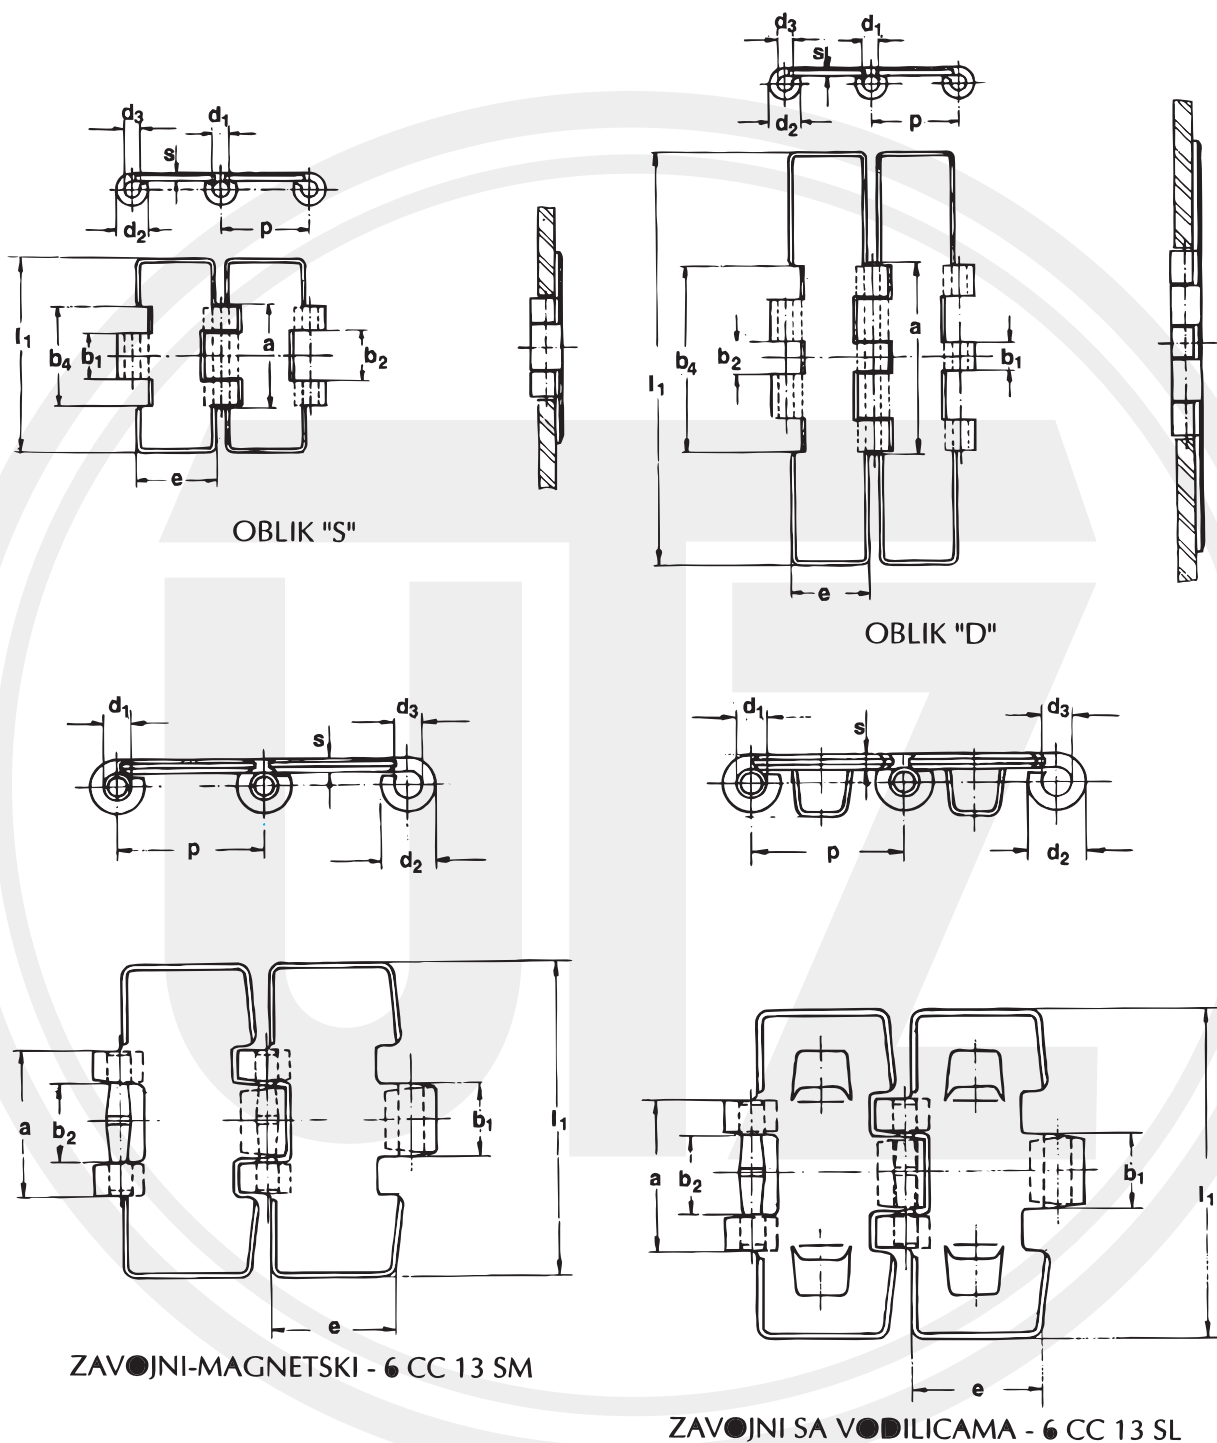 d3 d1
s
d2 p
l1 b4 b1 a b2
e
OBLIK "S"
d3 d1
s
d2 p
l1 b4 b2 a b1
e
OBLIK "D"
d1 s d3
p d2
a b2 b1 l1
e
ZAVOJNI-MAGNETSKI - 6 CC 13 SM
d1 s d3
p d2
a b2 b1 l1
e
ZAVOJNI SA VODILICAMA - 6 CC 13 SL
UTZ